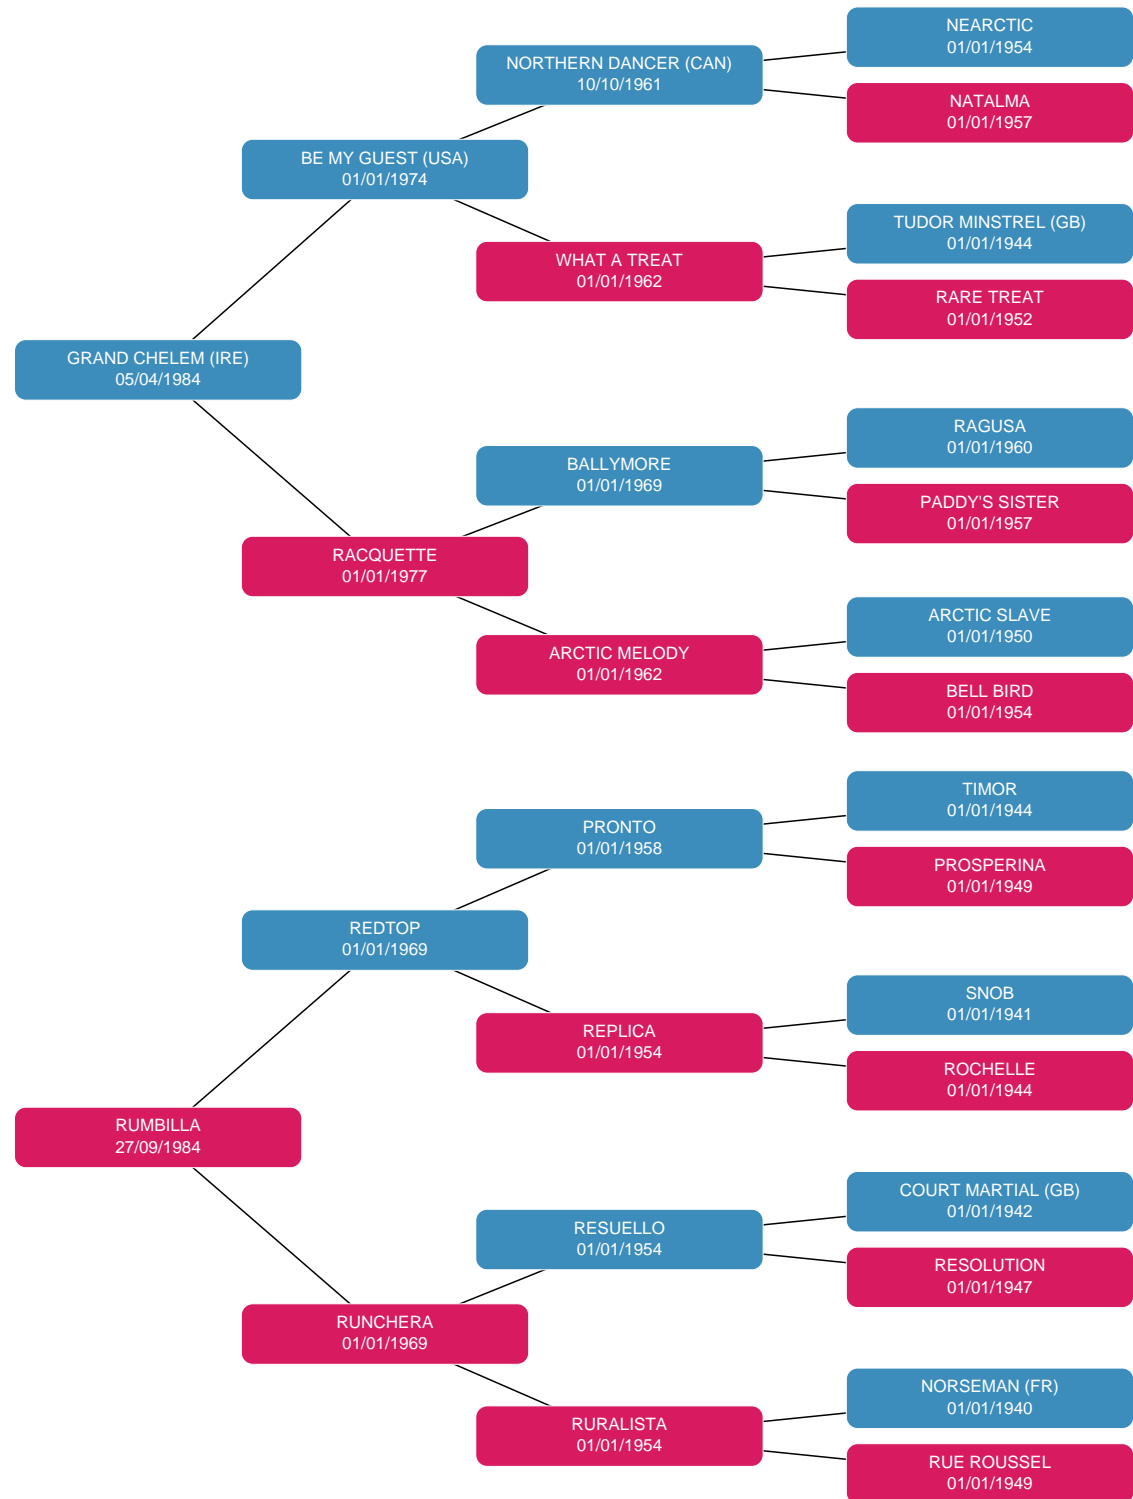 NEARCTIC
01/01/1954
NORTHERN DANCER (CAN)
10/10/1961
NATALMA
01/01/1957
BE MY GUEST (USA)
01/01/1974
TUDOR MINSTREL (GB)
01/01/1944
WHAT A TREAT
01/01/1962
RARE TREAT
01/01/1952
GRAND CHELEM (IRE)
05/04/1984
RAGUSA
01/01/1960
BALLYMORE
01/01/1969
PADDY'S SISTER
01/01/1957
RACQUETTE
01/01/1977
ARCTIC SLAVE
01/01/1950
ARCTIC MELODY
01/01/1962
BELL BIRD
01/01/1954
TIMOR
01/01/1944
PRONTO
01/01/1958
PROSPERINA
01/01/1949
REDTOP
01/01/1969
SNOB
01/01/1941
REPLICA
01/01/1954
ROCHELLE
01/01/1944
RUMBILLA
27/09/1984
COURT MARTIAL (GB)
01/01/1942
RESUELLO
01/01/1954
RESOLUTION
01/01/1947
RUNCHERA
01/01/1969
NORSEMAN (FR)
01/01/1940
RURALISTA
01/01/1954
RUE ROUSSEL
01/01/1949